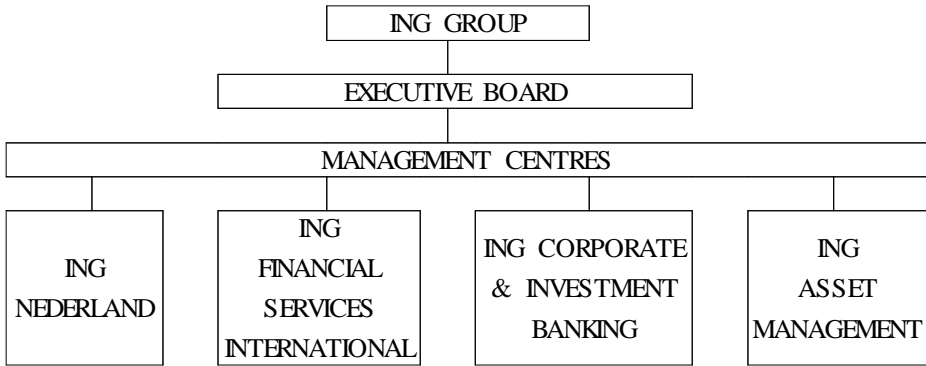 ING GROUP
EXECUTIVE BOARD
MANAGEMENT CENTRES
ING
NEDERLAND
ING
FINANCIAL
SERVICES
INTERNATIONAL
ING CORPORATE
& INVESTMENT
BANKING
ING
ASSET
MANAGEMENT